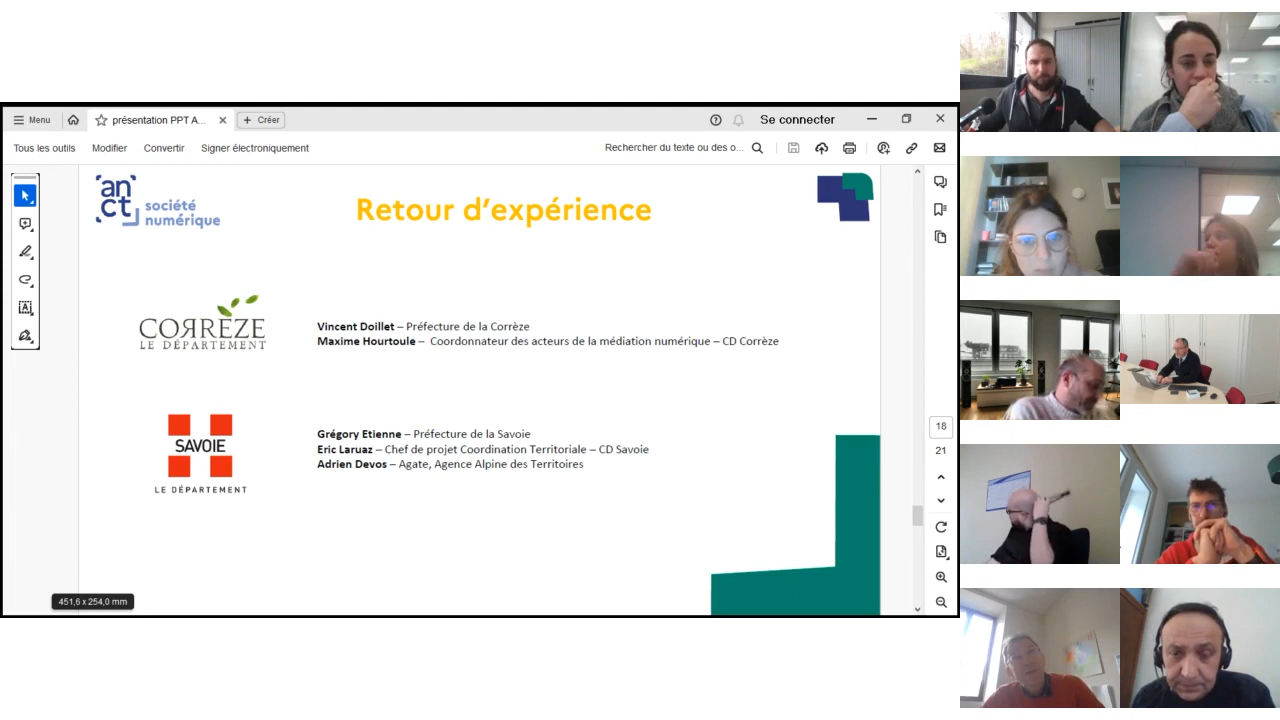 Menu
présentation PPT A...
Créer
Se connecter
Tous les outils
Modifier
Convertir
Signer électroniquement
Rechercher du texte ou des o...
an
ct
société
numérique
Retour d'expérience
CORRÈZE
LE DÉPARTEMENT
Vincent Doillet – Préfecture de la Corrèze
Maxime Hourtoule – Coordonnateur des acteurs de la médiation numérique – CD Corrèze
SAVOIE
LE DÉPARTEMENT
Grégory Etienne – Préfecture de la Savoie
Eric Laruaz – Chef de projet Coordination Territoriale – CD Savoie
Adrien Devos – Agate, Agence Alpine des Territoires
18
21
451,6 x 254,0 mm